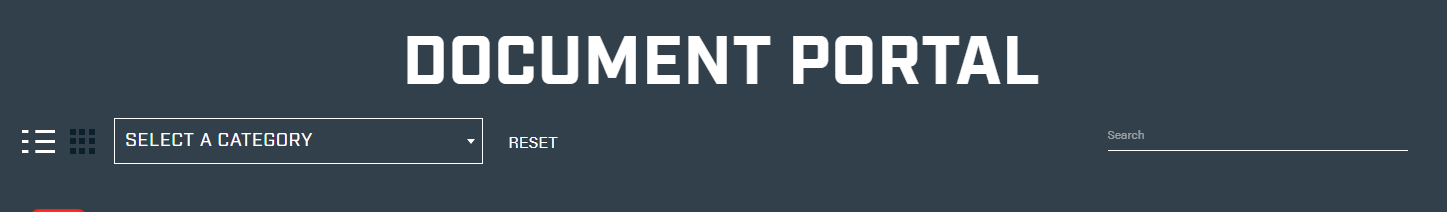 DOCUMENT PORTAL
SELECT A CATEGORY
RESET
Search